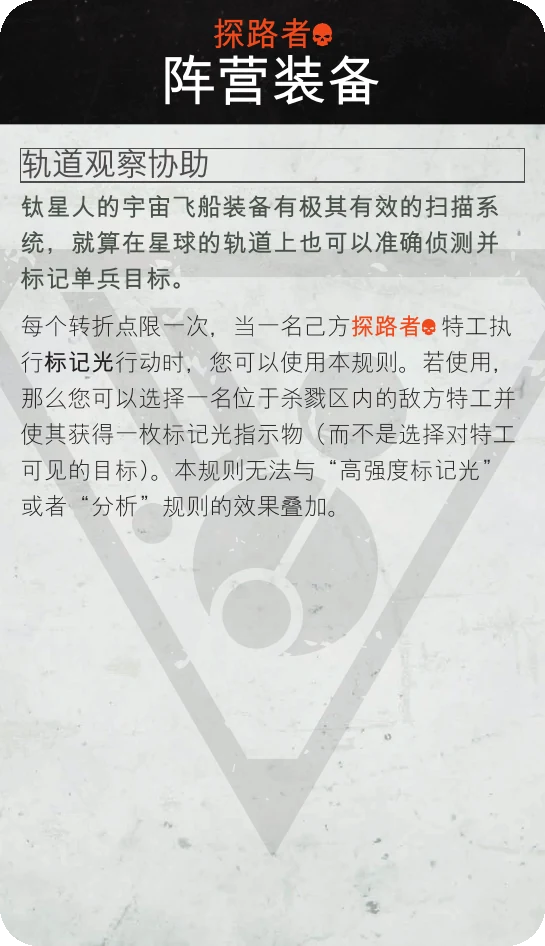 探路者
阵营装备
轨道观察协助
钛星人的宇宙飞船装备有极其有效的扫描系
统，就算在星球的轨道上也可以准确侦测并
标记单兵目标。
每个转折点限一次，当一名己方探路者特工执
行标记光行动时，您可以使用本规则。若使用，
那么您可以选择一名位于杀戮区内的敌方特工并
使其获得一枚标记光指示物（而不是选择对特工
可见的目标）。本规则无法与“高强度标记光”
或者“分析”规则的效果叠加。